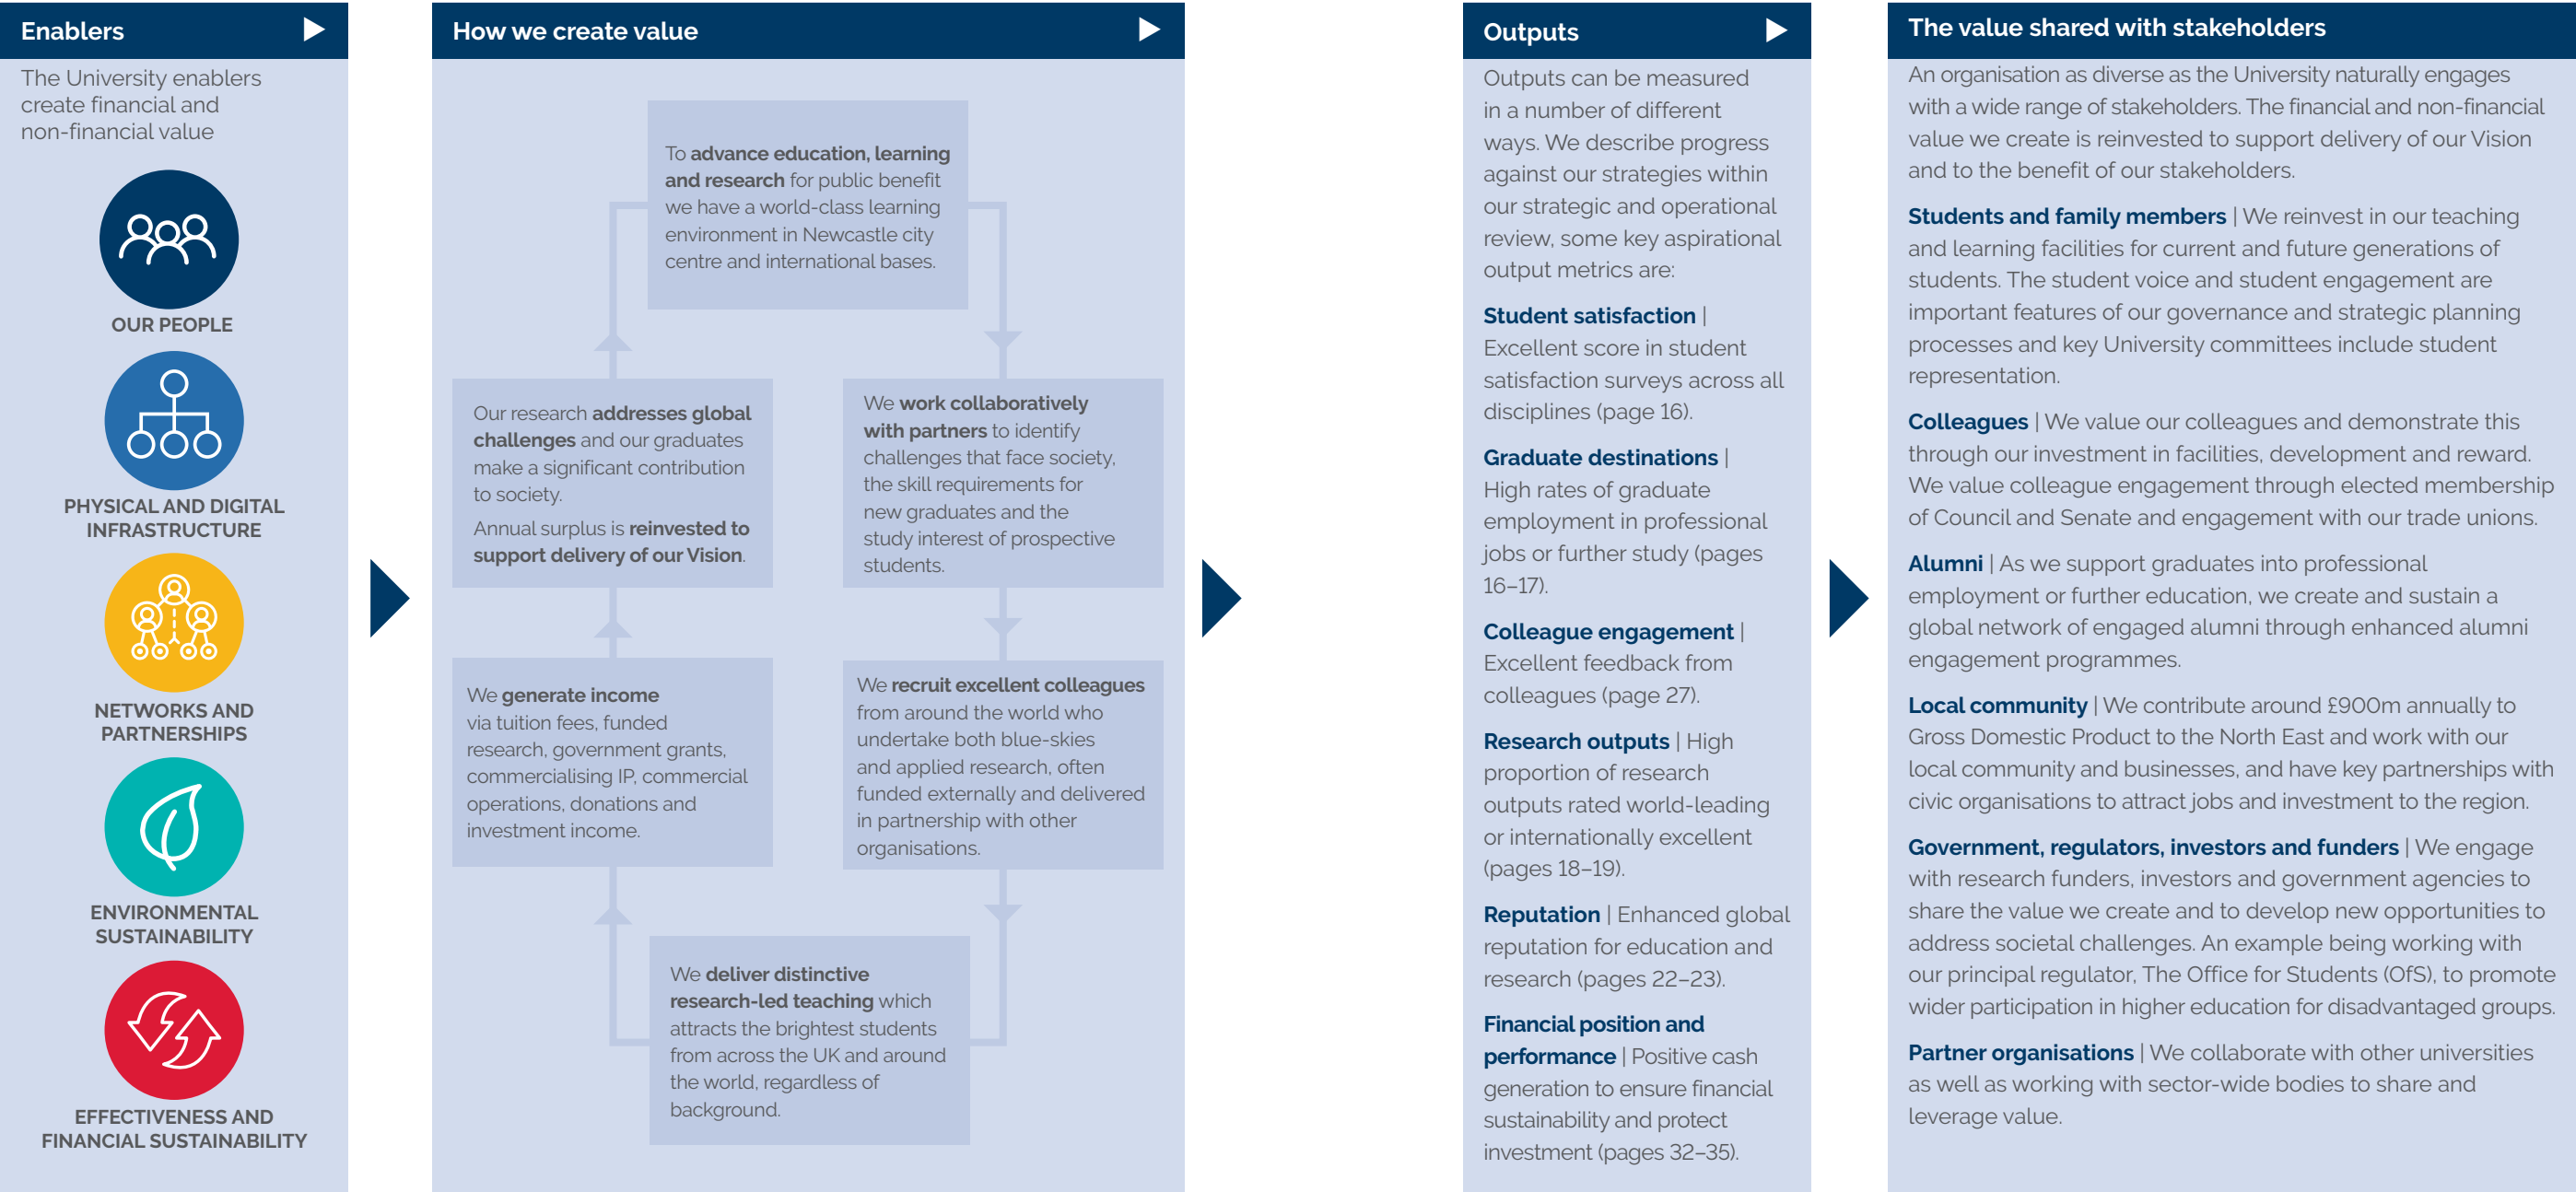 Enablers
The University enablers
create financial and
non-financial value
OUR PEOPLE
PHYSICAL AND DIGITAL
INFRASTRUCTURE
NETWORKS AND
PARTNERSHIPS
ENVIRONMENTAL
SUSTAINABILITY
EFFECTIVENESS AND
FINANCIAL SUSTAINABILITY
How we create value
To advance education, learning
and research for public benefit
we have a world-class learning
environment in Newcastle city
centre and international bases.
We work collaboratively
with partners to identify
challenges that face society,
the skill requirements for
new graduates and the
study interest of prospective
students.
We recruit excellent colleagues
from around the world who
undertake both blue-skies
and applied research, often
funded externally and delivered
in partnership with other
organisations.
We deliver distinctive
research-led teaching which
attracts the brightest students
from across the UK and around
the world, regardless of
background.
We generate income
via tuition fees, funded
research, government grants,
commercialising IP, commercial
operations, donations and
investment income.
Our research addresses global
challenges and our graduates
make a significant contribution
to society.
Annual surplus is reinvested to
support delivery of our Vision.
Outputs
Outputs can be measured
in a number of different
ways. We describe progress
against our strategies within
our strategic and operational
review, some key aspirational
output metrics are:
Student satisfaction |
Excellent score in student
satisfaction surveys across all
disciplines (page 16).
Graduate destinations |
High rates of graduate
employment in professional
jobs or further study (pages
16–17).
Colleague engagement |
Excellent feedback from
colleagues (page 27).
Research outputs | High
proportion of research
outputs rated world-leading
or internationally excellent
(pages 18–19).
Reputation | Enhanced global
reputation for education and
research (pages 22–23).
Financial position and
performance | Positive cash
generation to ensure financial
sustainability and protect
investment (pages 32–35).
The value shared with stakeholders
An organisation as diverse as the University naturally engages
with a wide range of stakeholders. The financial and non-financial
value we create is reinvested to support delivery of our Vision
and to the benefit of our stakeholders.
Students and family members | We reinvest in our teaching
and learning facilities for current and future generations of
students. The student voice and student engagement are
important features of our governance and strategic planning
processes and key University committees include student
representation.
Colleagues | We value our colleagues and demonstrate this
through our investment in facilities, development and reward.
We value colleague engagement through elected membership
of Council and Senate and engagement with our trade unions.
Alumni | As we support graduates into professional
employment or further education, we create and sustain a
global network of engaged alumni through enhanced alumni
engagement programmes.
Local community | We contribute around £900m annually to
Gross Domestic Product to the North East and work with our
local community and businesses, and have key partnerships with
civic organisations to attract jobs and investment to the region.
Government, regulators, investors and funders | We engage
with research funders, investors and government agencies to
share the value we create and to develop new opportunities to
address societal challenges. An example being working with
our principal regulator, The Office for Students (OfS), to promote
wider participation in higher education for disadvantaged groups.
Partner organisations | We collaborate with other universities
as well as working with sector-wide bodies to share and
leverage value.